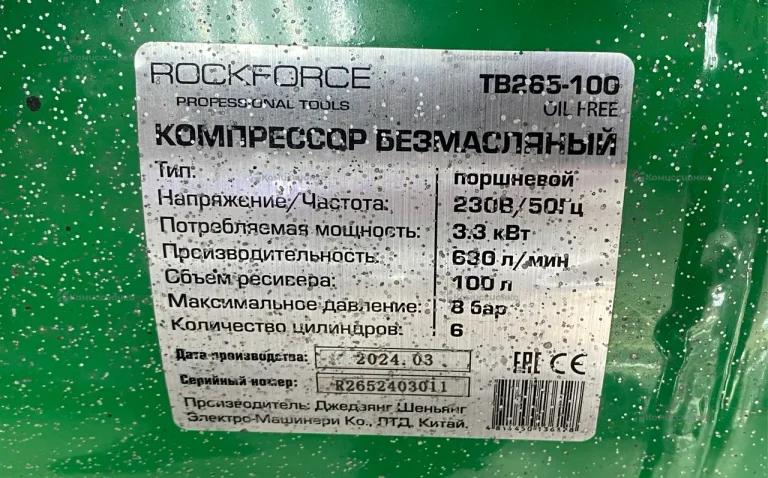 ROCKFORCE
PROFESSIONAL TOOLS
TB265-100
OIL FREE
КОМПРЕССОР БЕЗМАСЛЯНЫЙ
Тип: поршневой
Напряжение/Частота: 230В/50Гц
Потребляемая мощность: 3.3 кВт
Производительность: 630 л/мин
Объем ресивера: 100 л
Максимальное давление: 8 бар
Количество цилиндров: 6
Дата производства: 2024.03
Серийный номер: R2652403011
Производитель: Джедзянг Шеньянг
Электро-Машинери Ко., ЛТД, Китай.
EAC CE
Комиссионка